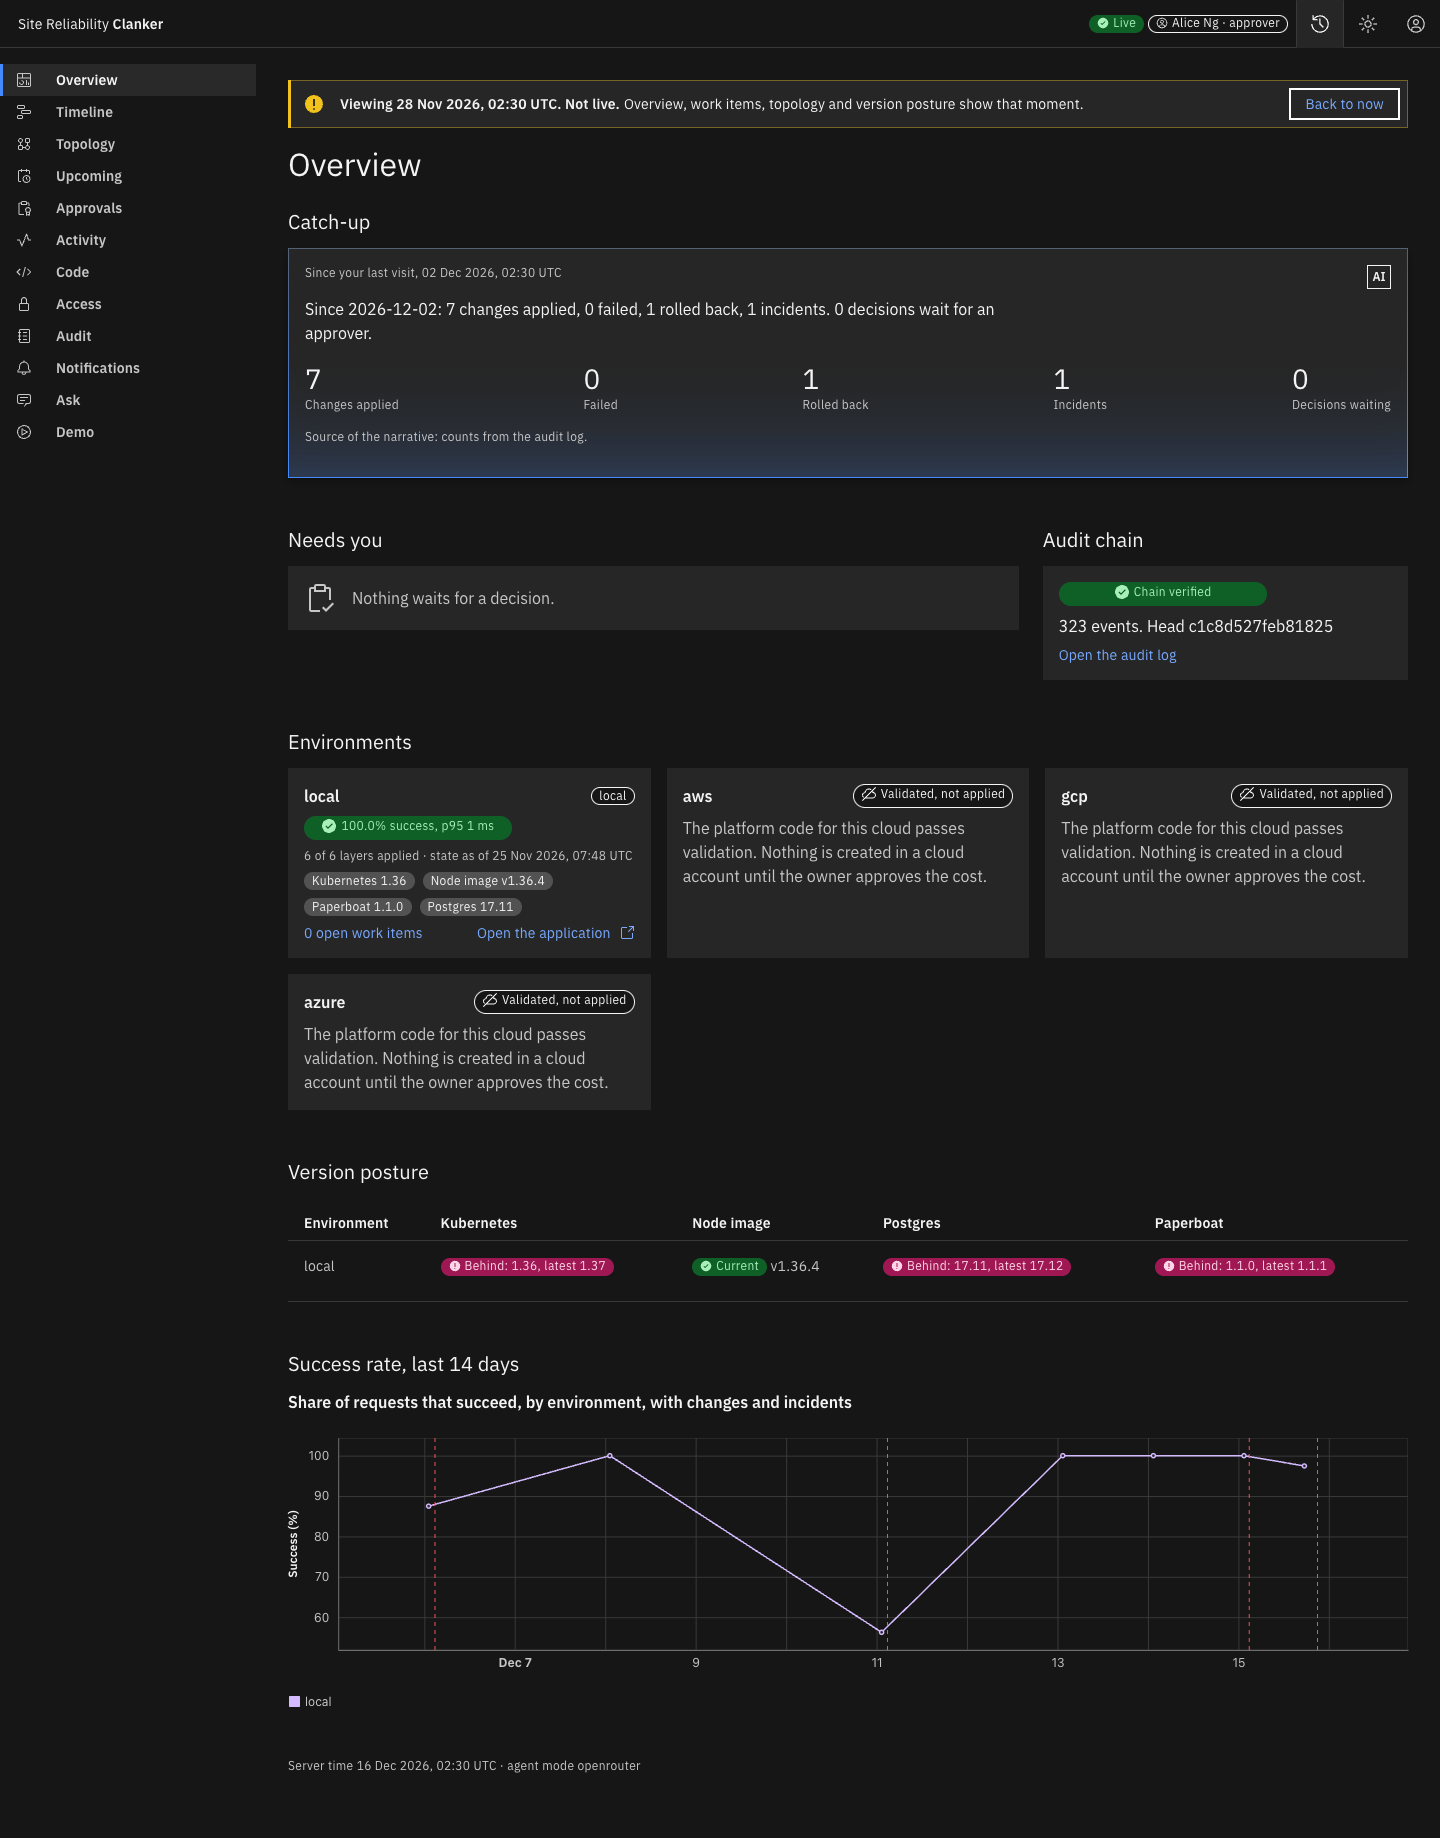 Site Reliability Clanker
Live
Alice Ng · approver
Overview
Timeline
Topology
Upcoming
Approvals
Activity
Code
Access
Audit
Notifications
Ask
Demo
Viewing 28 Nov 2026, 02:30 UTC. Not live. Overview, work items, topology and version posture show that moment.
Back to now
Overview
Catch-up
Since your last visit, 02 Dec 2026, 02:30 UTC
AI
Since 2026-12-02: 7 changes applied, 0 failed, 1 rolled back, 1 incidents. 0 decisions wait for an
approver.
7 0 1 1 0
Changes applied Failed Rolled back Incidents Decisions waiting
Source of the narrative: counts from the audit log.
Needs you
Nothing waits for a decision.
Audit chain
Chain verified
323 events. Head c1c8d527feb81825
Open the audit log
Environments
local
local
100.0% success, p95 1 ms
6 of 6 layers applied · state as of 25 Nov 2026, 07:48 UTC
Kubernetes 1.36 Node image v1.36.4
Paperboat 1.1.0 Postgres 17.11
0 open work items Open the application
aws
Validated, not applied
The platform code for this cloud passes
validation. Nothing is created in a cloud
account until the owner approves the cost.
gcp
Validated, not applied
The platform code for this cloud passes
validation. Nothing is created in a cloud
account until the owner approves the cost.
azure
Validated, not applied
The platform code for this cloud passes
validation. Nothing is created in a cloud
account until the owner approves the cost.
Version posture
Environment Kubernetes Node image Postgres Paperboat
local Behind: 1.36, latest 1.37 Current v1.36.4 Behind: 17.11, latest 17.12 Behind: 1.1.0, latest 1.1.1
Success rate, last 14 days
Share of requests that succeed, by environment, with changes and incidents
Success (%)
100
90
80
70
60
Dec 7 9 11 13 15
local
Server time 16 Dec 2026, 02:30 UTC · agent mode openrouter